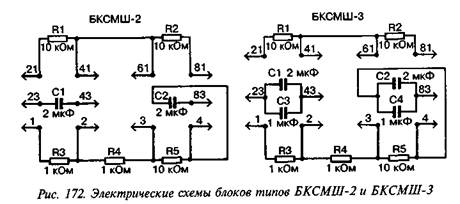 БКСМШ-2
БКСМШ-3
R1
R2
R1
R2
10 кОм
10 кОм
10 кОм
10 кОм
21
41
61
81
21
41
61
81
C1
2 мкФ
C2
C1
2 мкФ
C2
2 мкФ
23
43
83
23
43
83
2 мкФ
2 мкФ
C3
C4
1
2
3
4
1
1 мкФ
2
3
1 мкФ
4
R3
R4
R5
R3
R4
R5
1 кОм
1 кОм
10 кОм
1 кОм
1 кОм
10 кОм
Рис. 172. Электрические схемы блоков типов БКСМШ-2 и БКСМШ-3